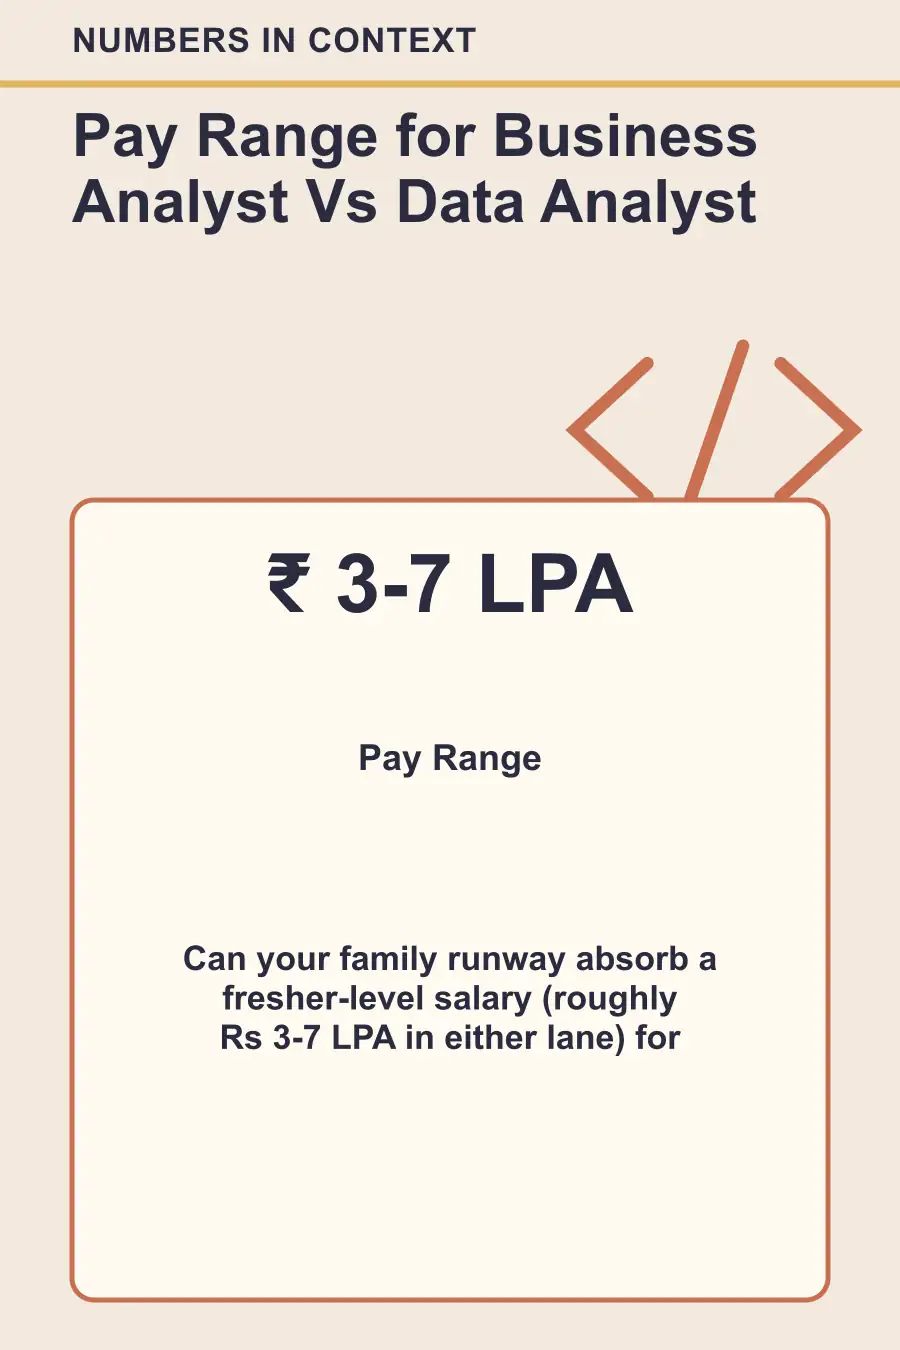 NUMBERS IN CONTEXT
Pay Range for Business
Analyst Vs Data Analyst
₹ 3-7 LPA
Pay Range
Can your family runway absorb a
fresher-level salary (roughly
Rs 3-7 LPA in either lane) for